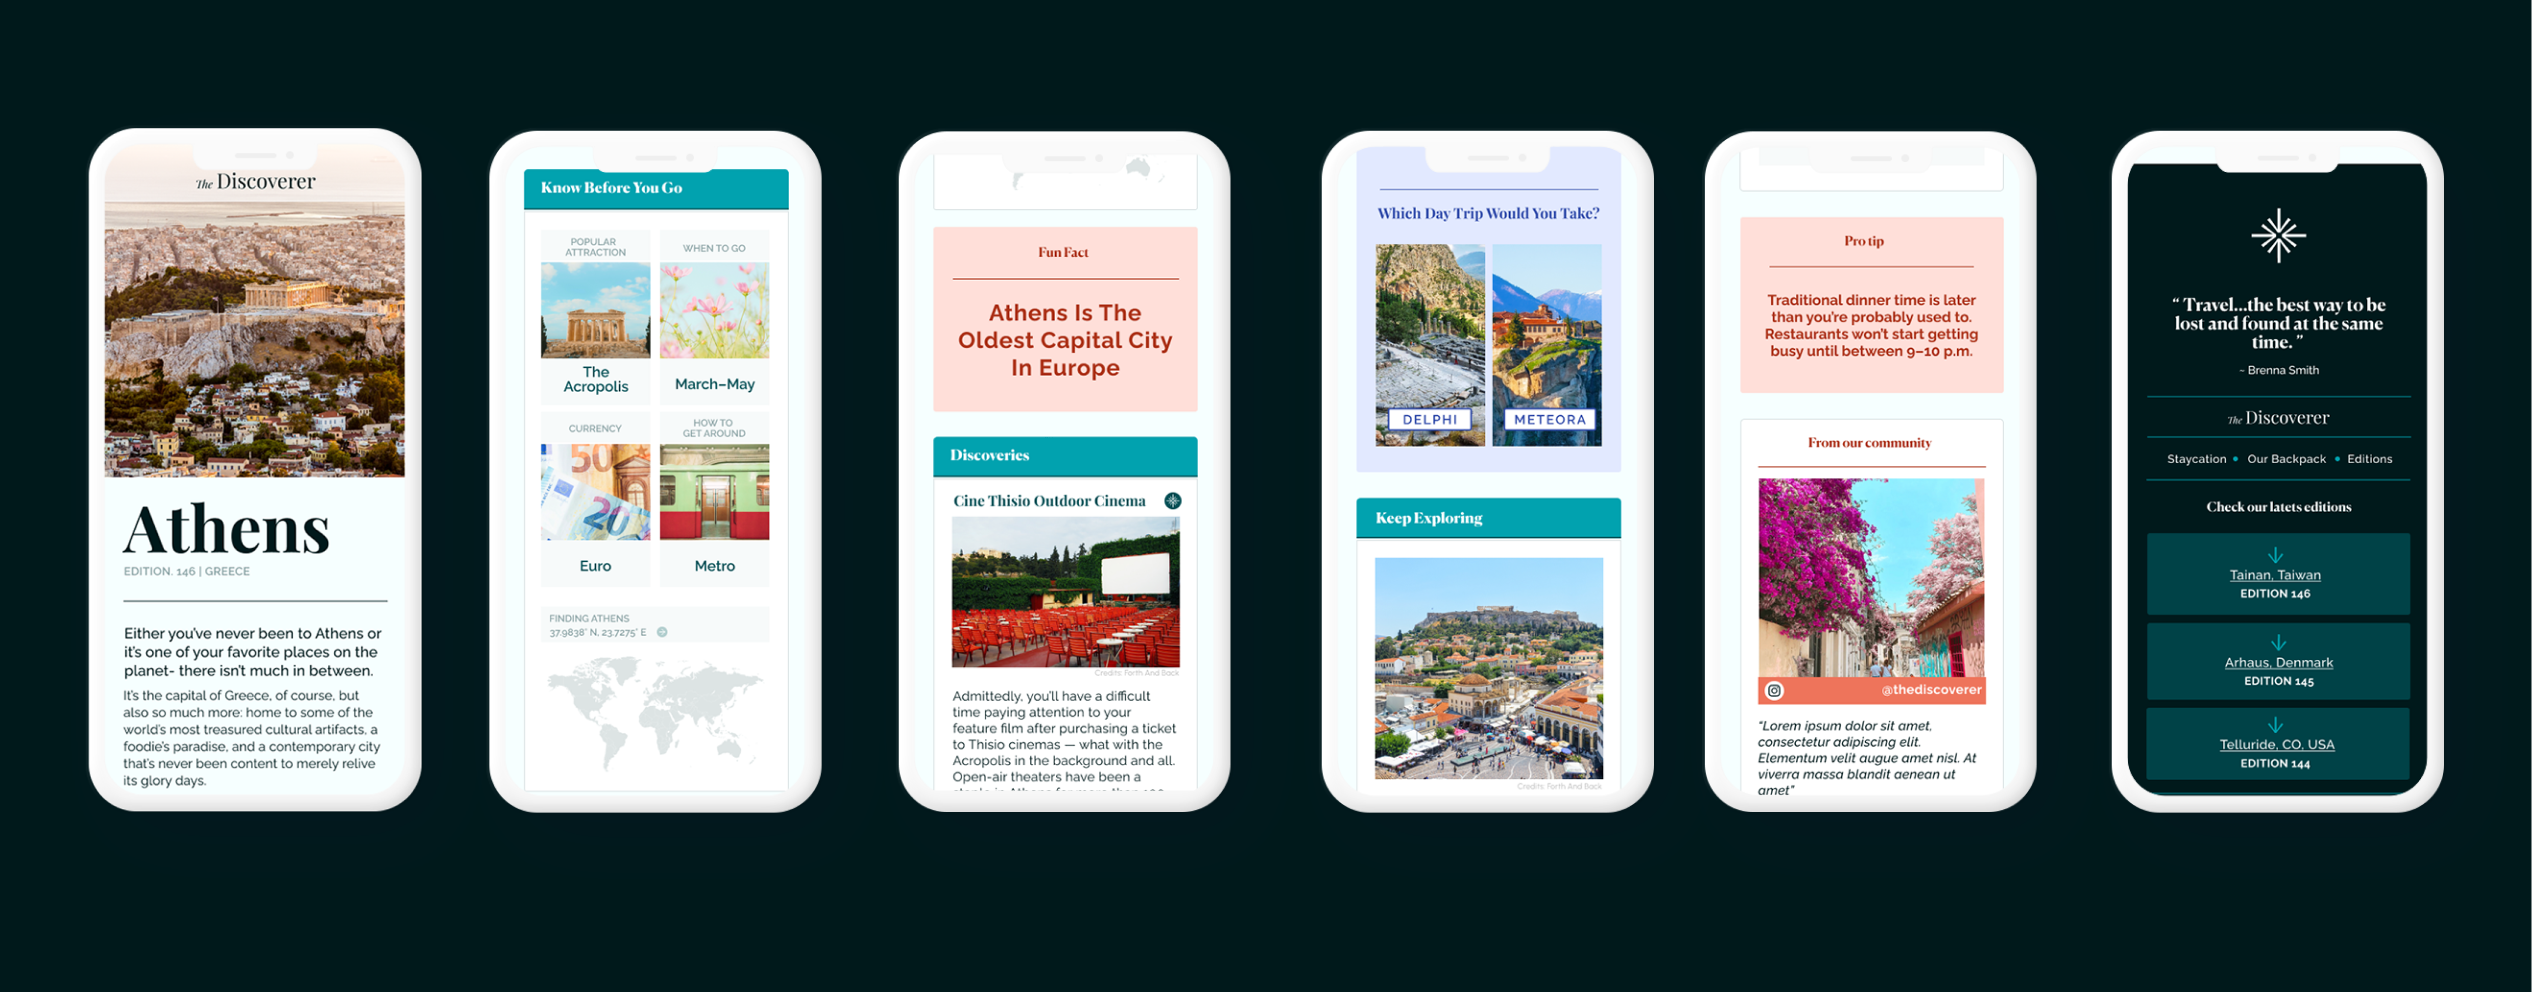 The Discoverer
Athens
EDITION. 146 | GREECE
Either you've never been to Athens or
it's one of your favorite places on the
planet- there isn't much in between.
It's the capital of Greece, of course, but
also so much more: home to some of the
world's most treasured cultural artifacts, a
foodie's paradise, and a contemporary city
that's never been content to merely relive
its glory days.
Know Before You Go
POPULAR
ATTRACTION
The
Acropolis
WHEN TO GO
March–May
CURRENCY
50
20
Euro
HOW TO
GET AROUND
Metro
FINDING ATHENS
37.9838° N, 23.7275° E
Fun Fact
Athens Is The
Oldest Capital City
In Europe
Discoveries
Cine Thisio Outdoor Cinema
Credits: Forth And Back
Admittedly, you'll have a difficult
time paying attention to your
feature film after purchasing a ticket
to Thisio cinemas — what with the
Acropolis in the background and all.
Open-air theaters have been a
Which Day Trip Would You Take?
DELPHI
METEORA
Keep Exploring
Credits: Forth And Back
Pro tip
Traditional dinner time is later
than you're probably used to.
Restaurants won't start getting
busy until between 9–10 p.m.
From our community
@thediscoverer
"Lorem ipsum dolor sit amet,
consectetur adipiscing elit.
Elementum velit augue amet nisl. At
viverra massa blandit aenean ut
amet"
“ Travel...the best way to be
lost and found at the same
time. ”
~ Brenna Smith
The Discoverer
Staycation • Our Backpack • Editions
Check our latets editions
Tainan, Taiwan
EDITION 146
Arhaus, Denmark
EDITION 145
Telluride, CO, USA
EDITION 144